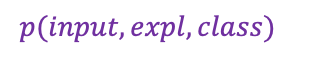 p(input, expl, class)